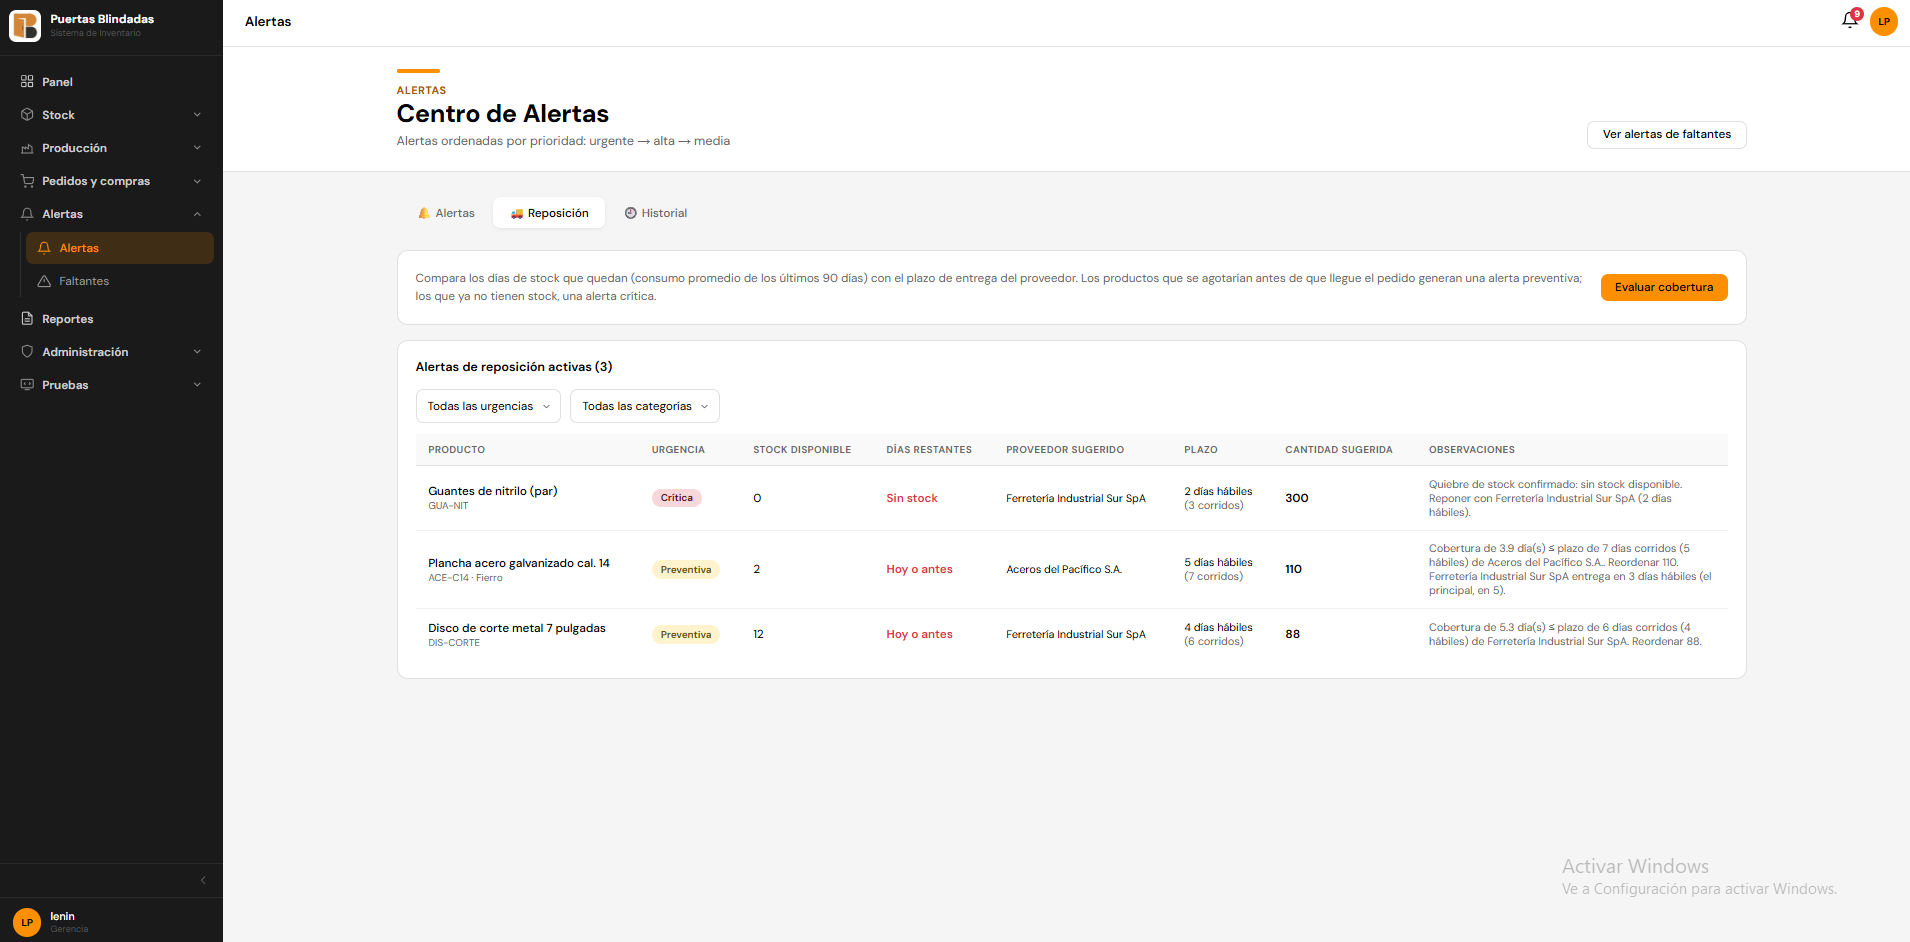 Puertas Blindadas
Sistema de Inventario
Panel
Stock
Producción
Pedidos y compras
Alertas
Alertas
Faltantes
Reportes
Administración
Pruebas
LP
lenin
Gerencia
Alertas
9
LP
ALERTAS
Centro de Alertas
Alertas ordenadas por prioridad: urgente → alta → media
Ver alertas de faltantes
Alertas
Reposición
Historial
Compara los días de stock que quedan (consumo promedio de los últimos 90 días) con el plazo de entrega del proveedor. Los productos que se agotarían antes de que llegue el pedido generan una alerta preventiva;
los que ya no tienen stock, una alerta crítica.
Evaluar cobertura
Alertas de reposición activas (3)
Todas las urgencias
Todas las categorías
PRODUCTO URGENCIA STOCK DISPONIBLE DÍAS RESTANTES PROVEEDOR SUGERIDO PLAZO CANTIDAD SUGERIDA OBSERVACIONES
Guantes de nitrilo (par)
GUA-NIT
Crítica
0
Sin stock
Ferretería Industrial Sur SpA
2 días hábiles
(3 corridos)
300
Quiebre de stock confirmado: sin stock disponible.
Reponer con Ferretería Industrial Sur SpA (2 días
hábiles).
Plancha acero galvanizado cal. 14
ACE-C14 · Fierro
Preventiva
2
Hoy o antes
Aceros del Pacífico S.A.
5 días hábiles
(7 corridos)
110
Cobertura de 3.9 día(s) ≤ plazo de 7 días corridos (5
hábiles) de Aceros del Pacífico S.A.. Reordenar 110.
Ferretería Industrial Sur SpA entrega en 3 días hábiles (el
principal, en 5).
Disco de corte metal 7 pulgadas
DIS-CORTE
Preventiva
12
Hoy o antes
Ferretería Industrial Sur SpA
4 días hábiles
(6 corridos)
88
Cobertura de 5.3 día(s) ≤ plazo de 6 días corridos (4
hábiles) de Ferretería Industrial Sur SpA. Reordenar 88.
Activar Windows
Ve a Configuración para activar Windows.